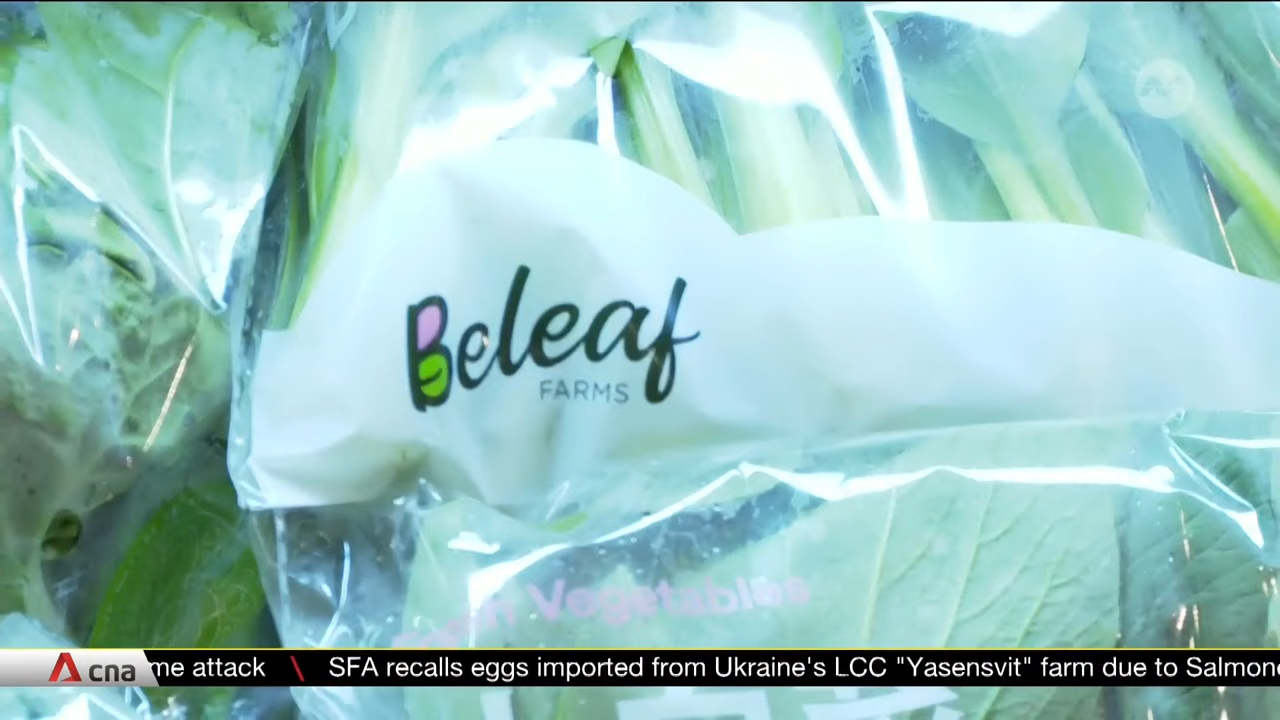 Beleaf
FARMS
Vegetables
cna
me attack \ SFA recalls eggs imported from Ukraine's LCC "Yasensvit" farm due to Salmone